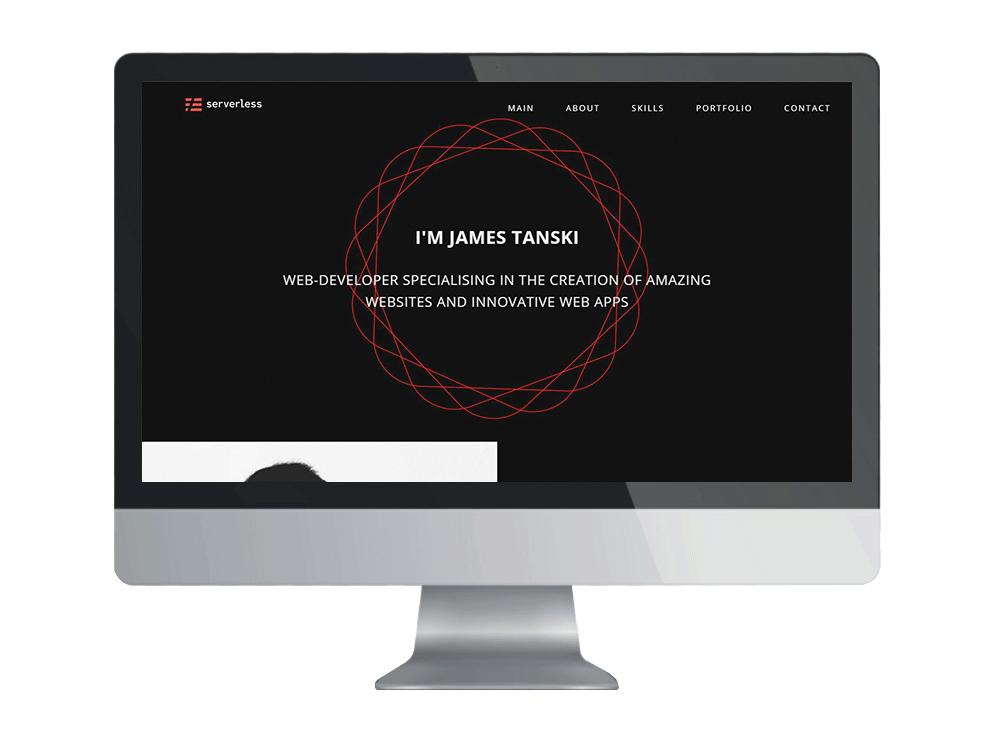 serverless
MAIN ABOUT SKILLS PORTFOLIO CONTACT
I'M JAMES TANSKI
WEB-DEVELOPER SPECIALISING IN THE CREATION OF AMAZING
WEBSITES AND INNOVATIVE WEB APPS